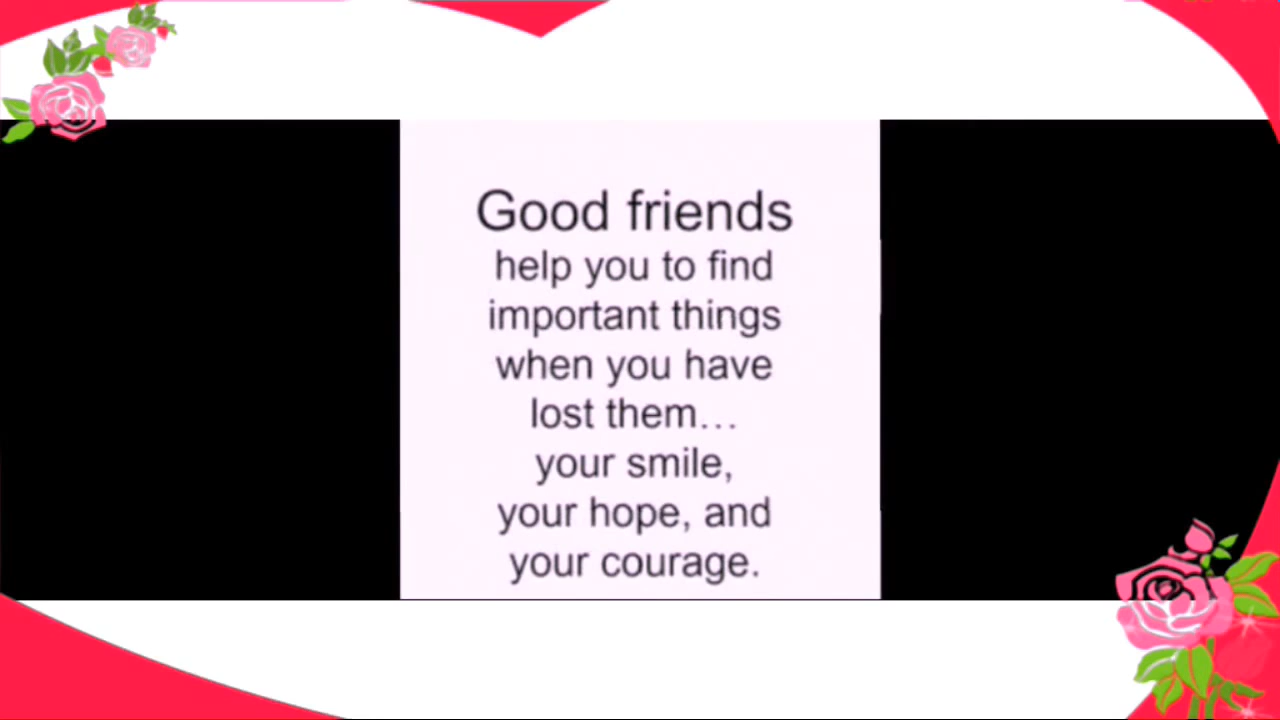 Good friends
help you to find
important things
when you have
lost them…
your smile,
your hope, and
your courage.